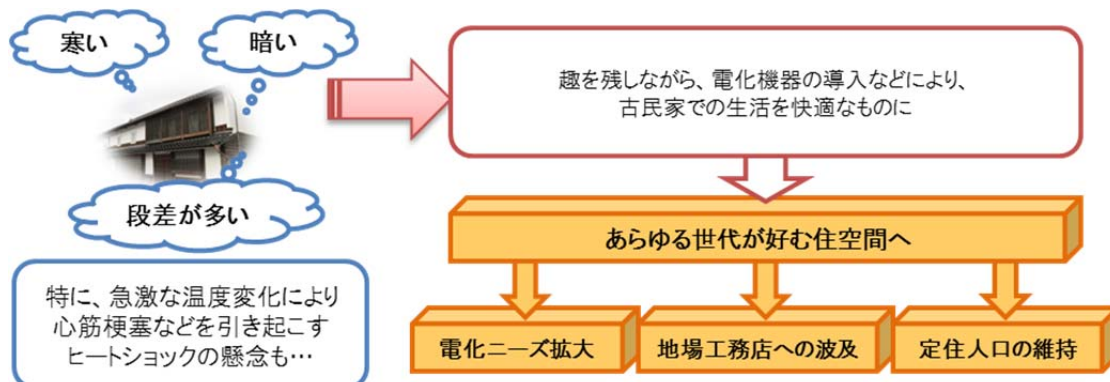 寒い
暗い
段差が多い
特に、急激な温度変化により
心筋梗塞などを引き起こす
ヒートショックの懸念も…
趣を残しながら、電化機器の導入などにより、
古民家での生活を快適なものに
あらゆる世代が好む住空間へ
電化ニーズ拡大
地場工務店への波及
定住人口の維持